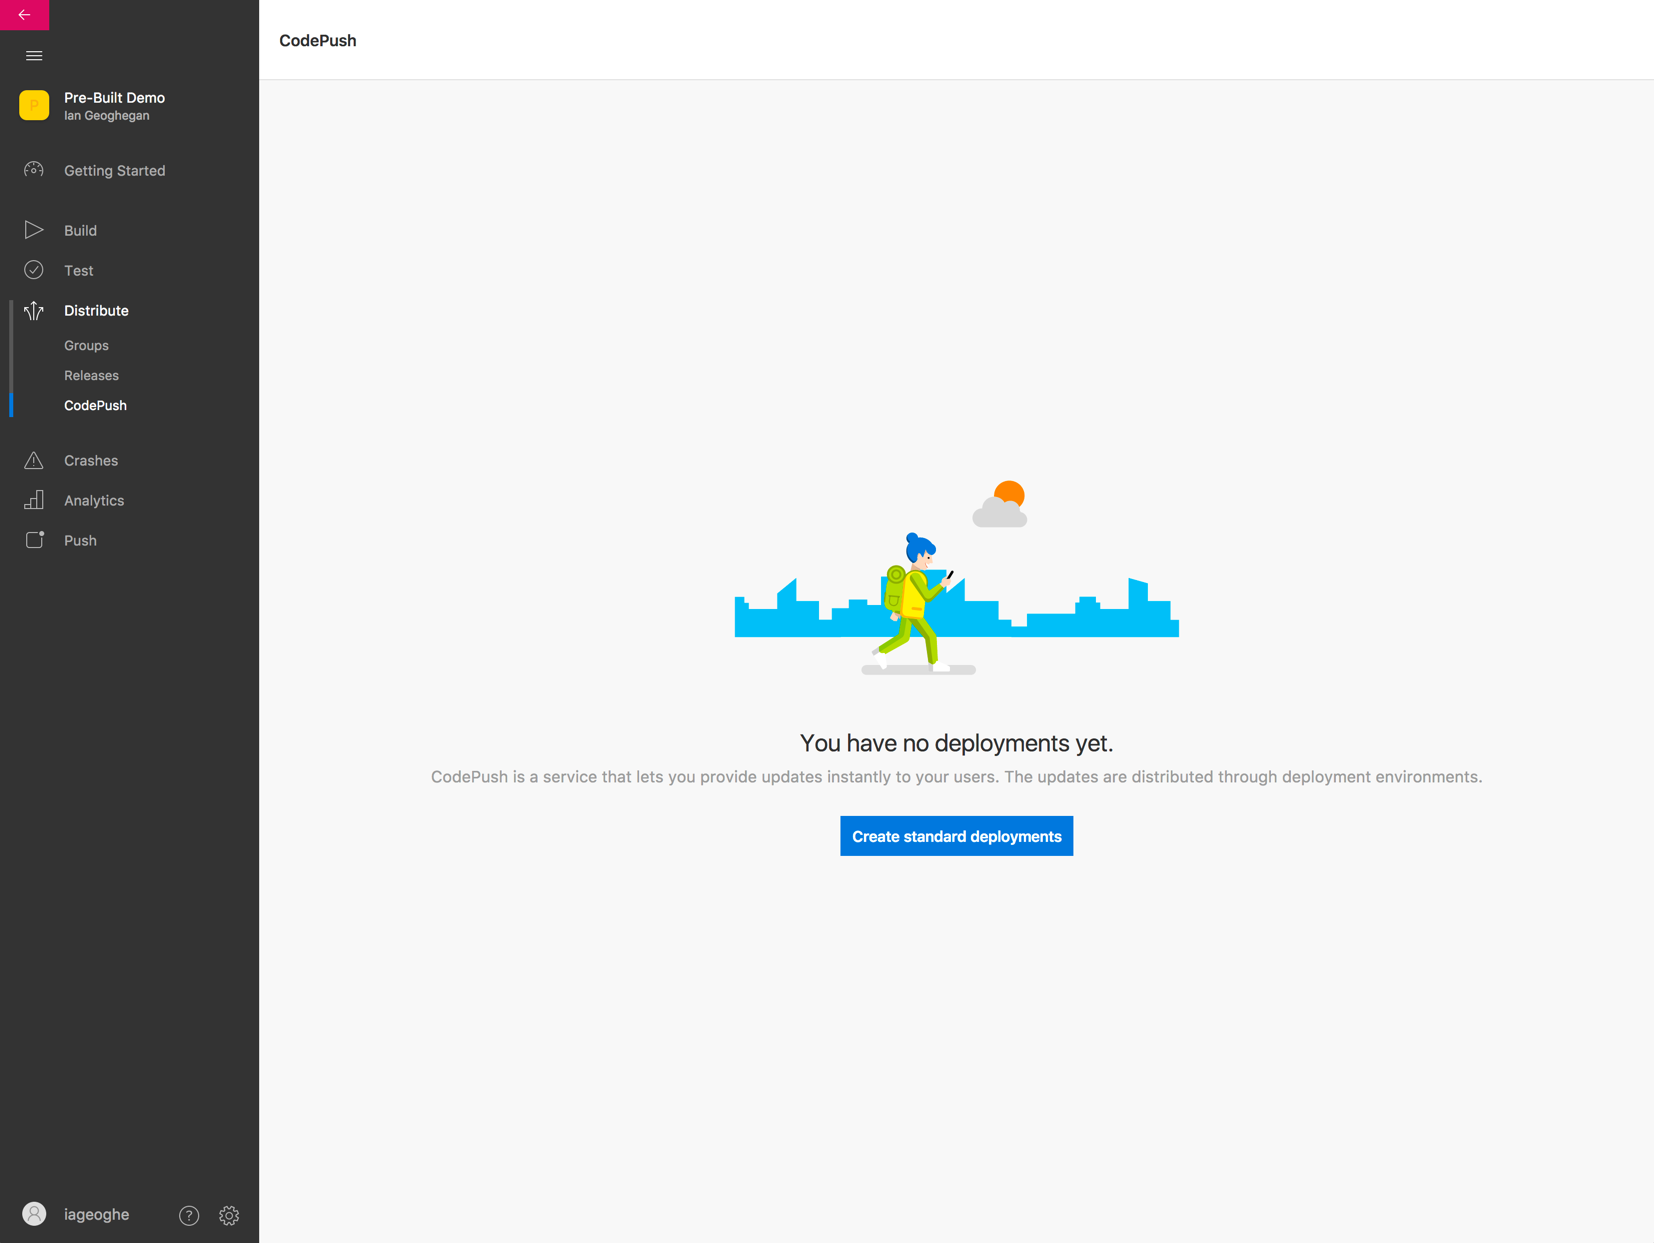 CodePush
P
Pre-Built Demo
Ian Geoghegan
Getting Started
Build
Test
Distribute
Groups
Releases
CodePush
Crashes
Analytics
Push
You have no deployments yet.
CodePush is a service that lets you provide updates instantly to your users. The updates are distributed through deployment environments.
Create standard deployments
iageoghe
?